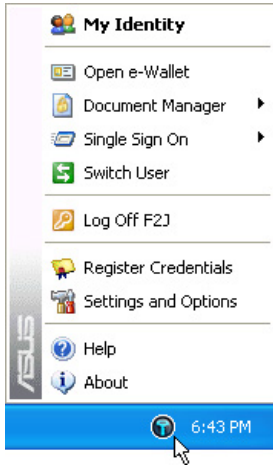 My Identity
Open e-Wallet
Document Manager
Single Sign On
Switch User
Log Off F2J
Register Credentials
Settings and Options
Help
About
ASUS
6:43 PM